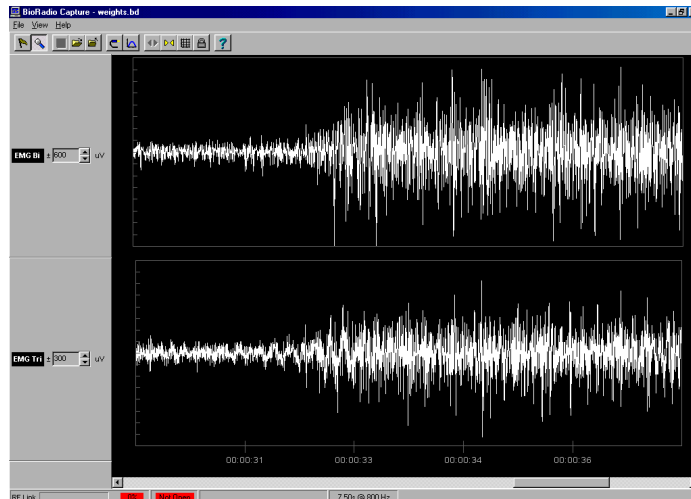 BioRadio Capture - weights.bd
File View Help
EMG Bi ± 600 uV
EMG Tri ± 300 uV
00:00:31 00:00:33 00:00:34 00:00:36
RF Link 0% Not Open 7.50s @ 800 Hz